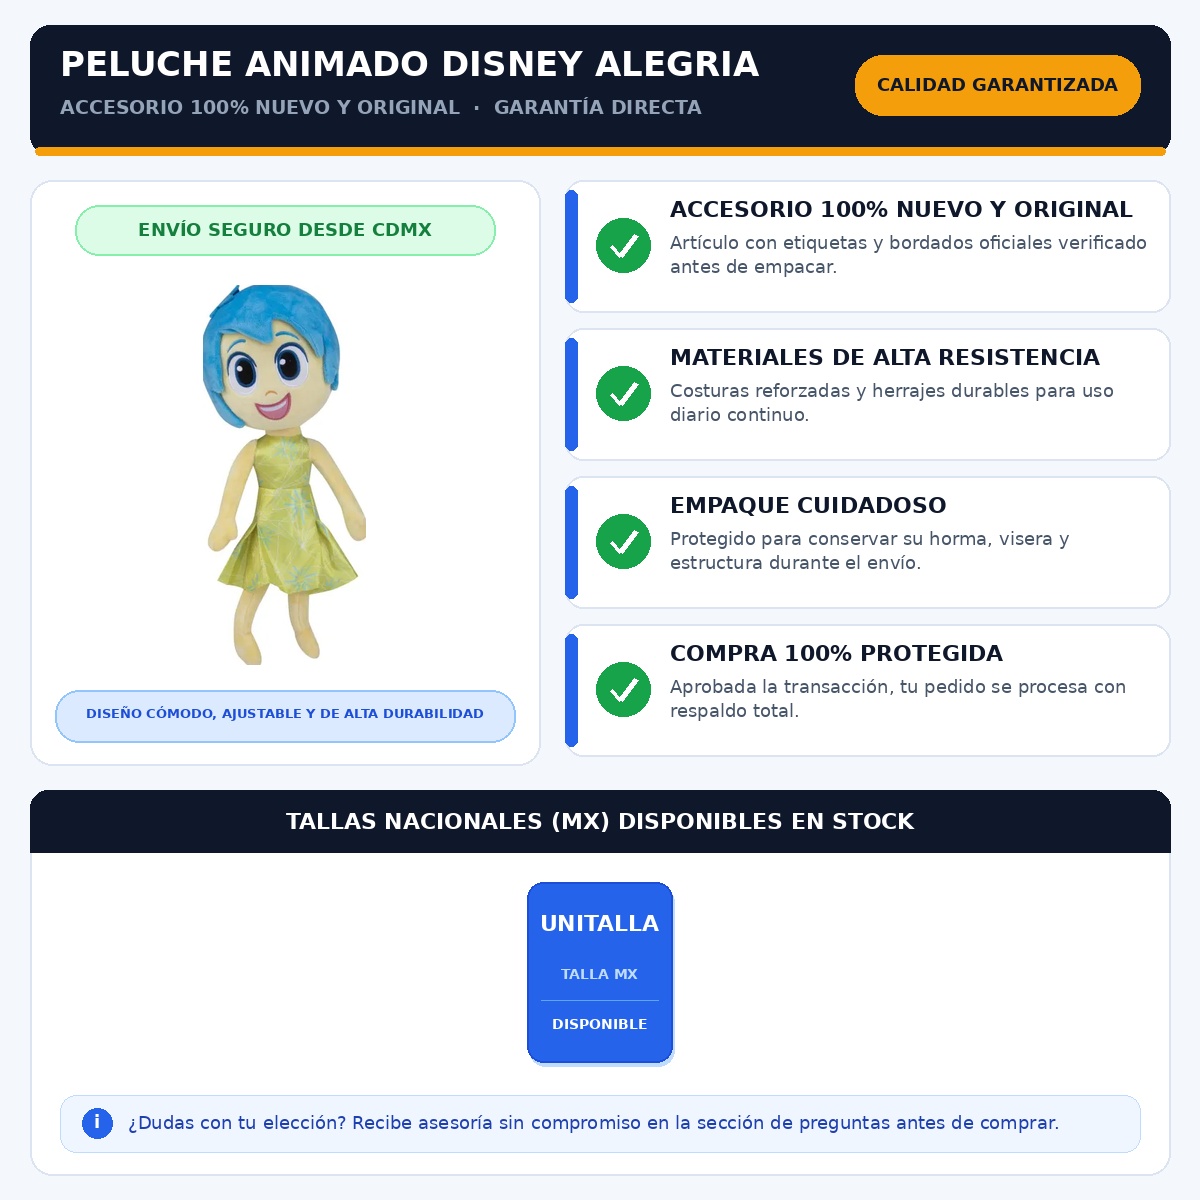 PELUCHE ANIMADO DISNEY ALEGRIA
ACCESORIO 100% NUEVO Y ORIGINAL · GARANTÍA DIRECTA
CALIDAD GARANTIZADA
ENVÍO SEGURO DESDE CDMX
DISEÑO CÓMODO, AJUSTABLE Y DE ALTA DURABILIDAD
ACCESORIO 100% NUEVO Y ORIGINAL
Artículo con etiquetas y bordados oficiales verificado
antes de empacar.
MATERIALES DE ALTA RESISTENCIA
Costuras reforzadas y herrajes durables para uso
diario continuo.
EMPAQUE CUIDADOSO
Protegido para conservar su horma, visera y
estructura durante el envío.
COMPRA 100% PROTEGIDA
Aprobada la transacción, tu pedido se procesa con
respaldo total.
TALLAS NACIONALES (MX) DISPONIBLES EN STOCK
UNITALLA
TALLA MX
DISPONIBLE
i ¿Dudas con tu elección? Recibe asesoría sin compromiso en la sección de preguntas antes de comprar.